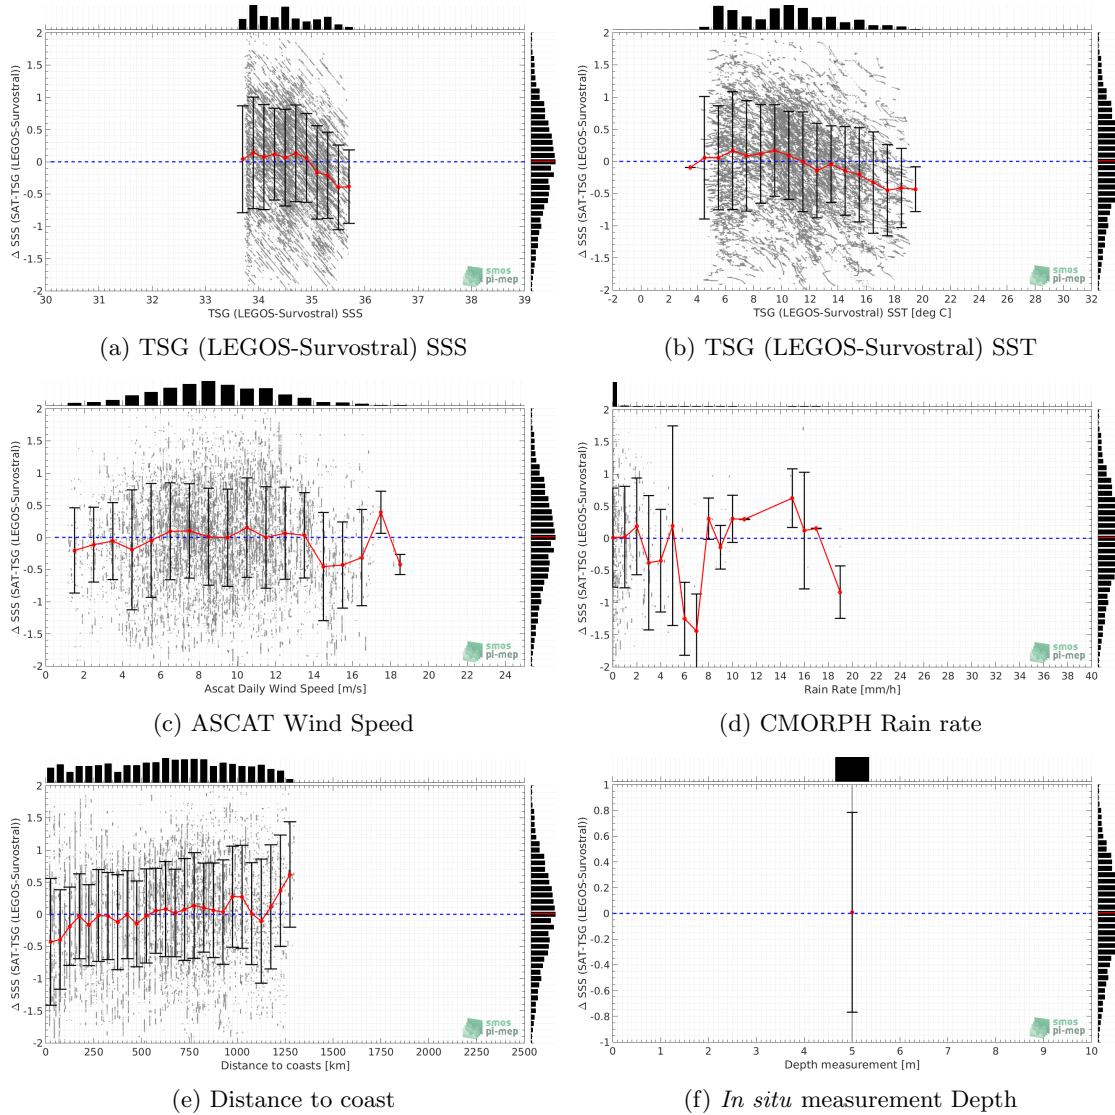 2
1.5
1
0.5
0
-0.5
-1
-1.5
-2
Δ SSS (SAT-TSG (LEGOS-Survostral))
30 31 32 33 34 35 36 37 38 39
TSG (LEGOS-Survostral) SSS
smos
pi-mep
(a) TSG (LEGOS-Survostral) SSS
2
1.5
1
0.5
0
-0.5
-1
-1.5
-2
Δ SSS (SAT-TSG (LEGOS-Survostral))
-2 0 2 4 6 8 10 12 14 16 18 20 22 24 26 28 30 32
TSG (LEGOS-Survostral) SST [deg C]
smos
pi-mep
(b) TSG (LEGOS-Survostral) SST
2
1.5
1
0.5
0
-0.5
-1
-1.5
-2
Δ SSS (SAT-TSG (LEGOS-Survostral))
0 2 4 6 8 10 12 14 16 18 20 22 24
Ascat Daily Wind Speed [m/s]
smos
pi-mep
(c) ASCAT Wind Speed
2
1.5
1
0.5
0
-0.5
-1
-1.5
-2
Δ SSS (SAT-TSG (LEGOS-Survostral))
0 2 4 6 8 10 12 14 16 18 20 22 24 26 28 30 32 34 36 38 40
Rain Rate [mm/h]
smos
pi-mep
(d) CMORPH Rain rate
2
1.5
1
0.5
0
-0.5
-1
-1.5
-2
Δ SSS (SAT-TSG (LEGOS-Survostral))
0 250 500 750 1000 1250 1500 1750 2000 2250 2500
Distance to coasts [km]
smos
pi-mep
(e) Distance to coast
1
0.8
0.6
0.4
0.2
0
-0.2
-0.4
-0.6
-0.8
-1
Δ SSS (SAT-TSG (LEGOS-Survostral))
0 1 2 3 4 5 6 7 8 9 10
Depth measurement [m]
smos
pi-mep
(f) In situ measurement Depth